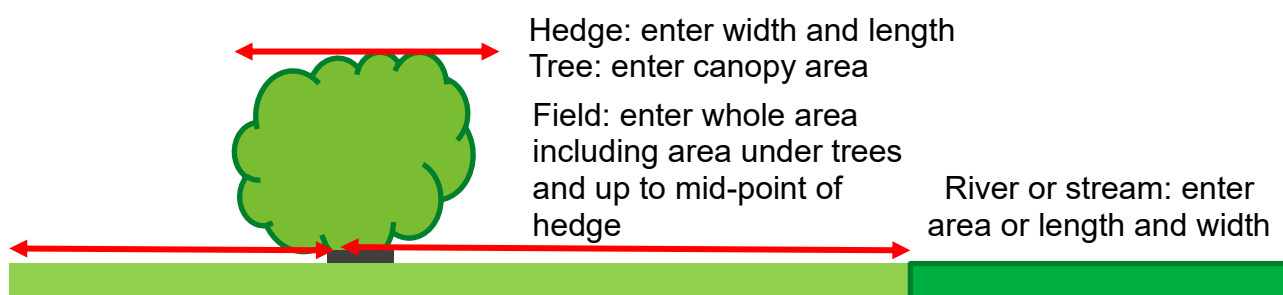 Hedge: enter width and length
Tree: enter canopy area
Field: enter whole area
including area under trees
and up to mid-point of
hedge
River or stream: enter
area or length and width